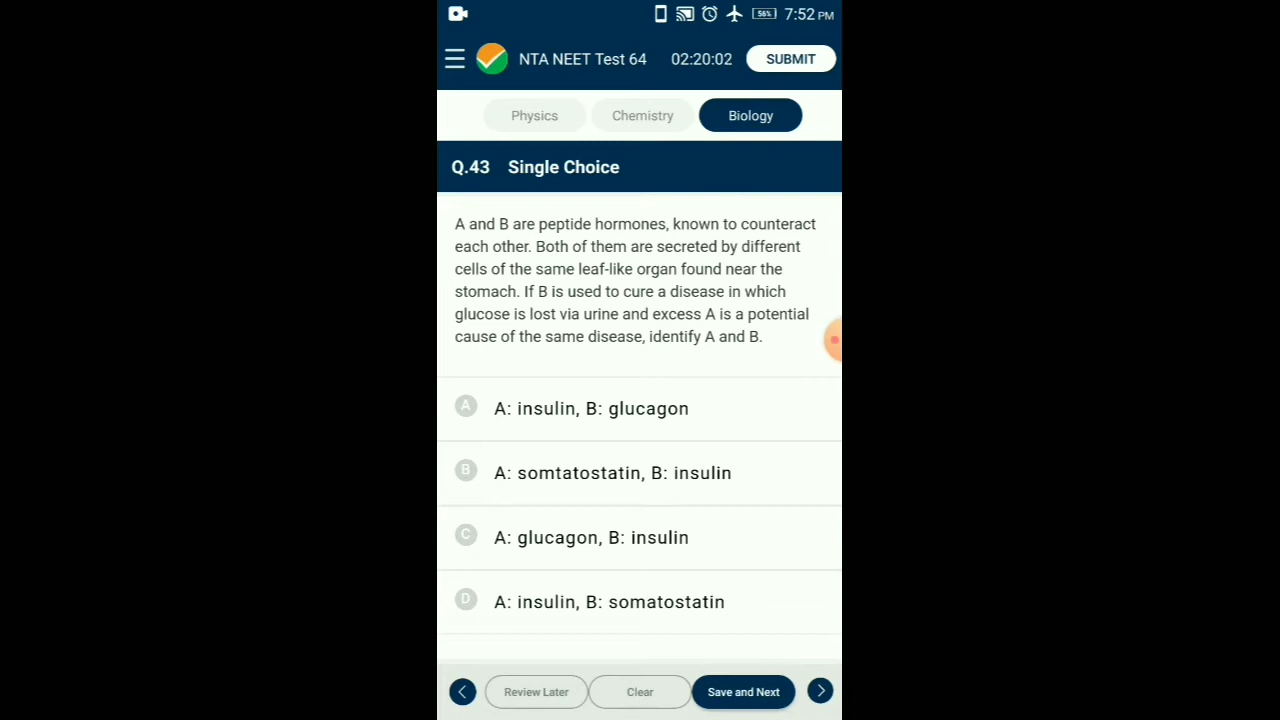 56% 7:52 PM
NTA NEET Test 64 02:20:02 SUBMIT
Physics Chemistry Biology
Q.43 Single Choice
A and B are peptide hormones, known to counteract
each other. Both of them are secreted by different
cells of the same leaf-like organ found near the
stomach. If B is used to cure a disease in which
glucose is lost via urine and excess A is a potential
cause of the same disease, identify A and B.
A A: insulin, B: glucagon
B A: somtatostatin, B: insulin
C A: glucagon, B: insulin
D A: insulin, B: somatostatin
Review Later Clear Save and Next